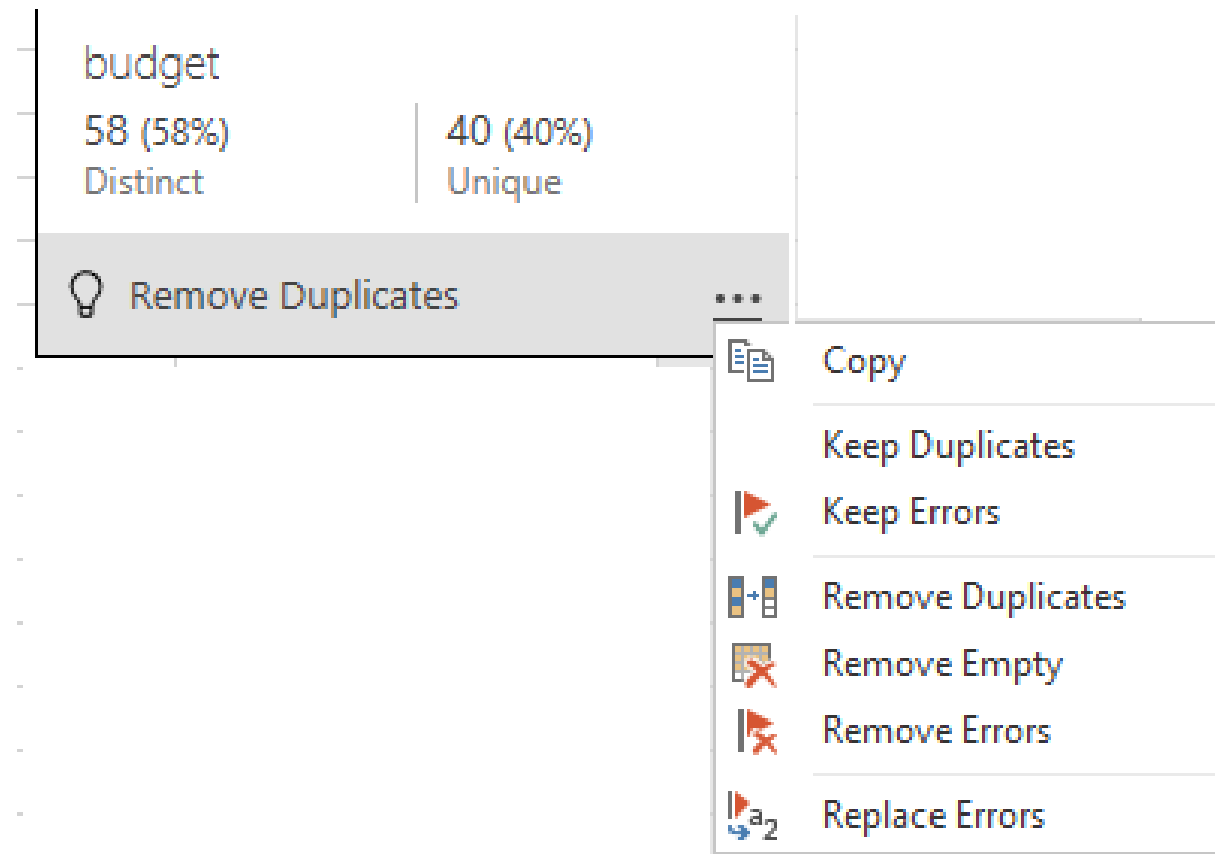 budget
58 (58%) 40 (40%)
Distinct Unique
Remove Duplicates ...
Copy
Keep Duplicates
Keep Errors
Remove Duplicates
Remove Empty
Remove Errors
Replace Errors